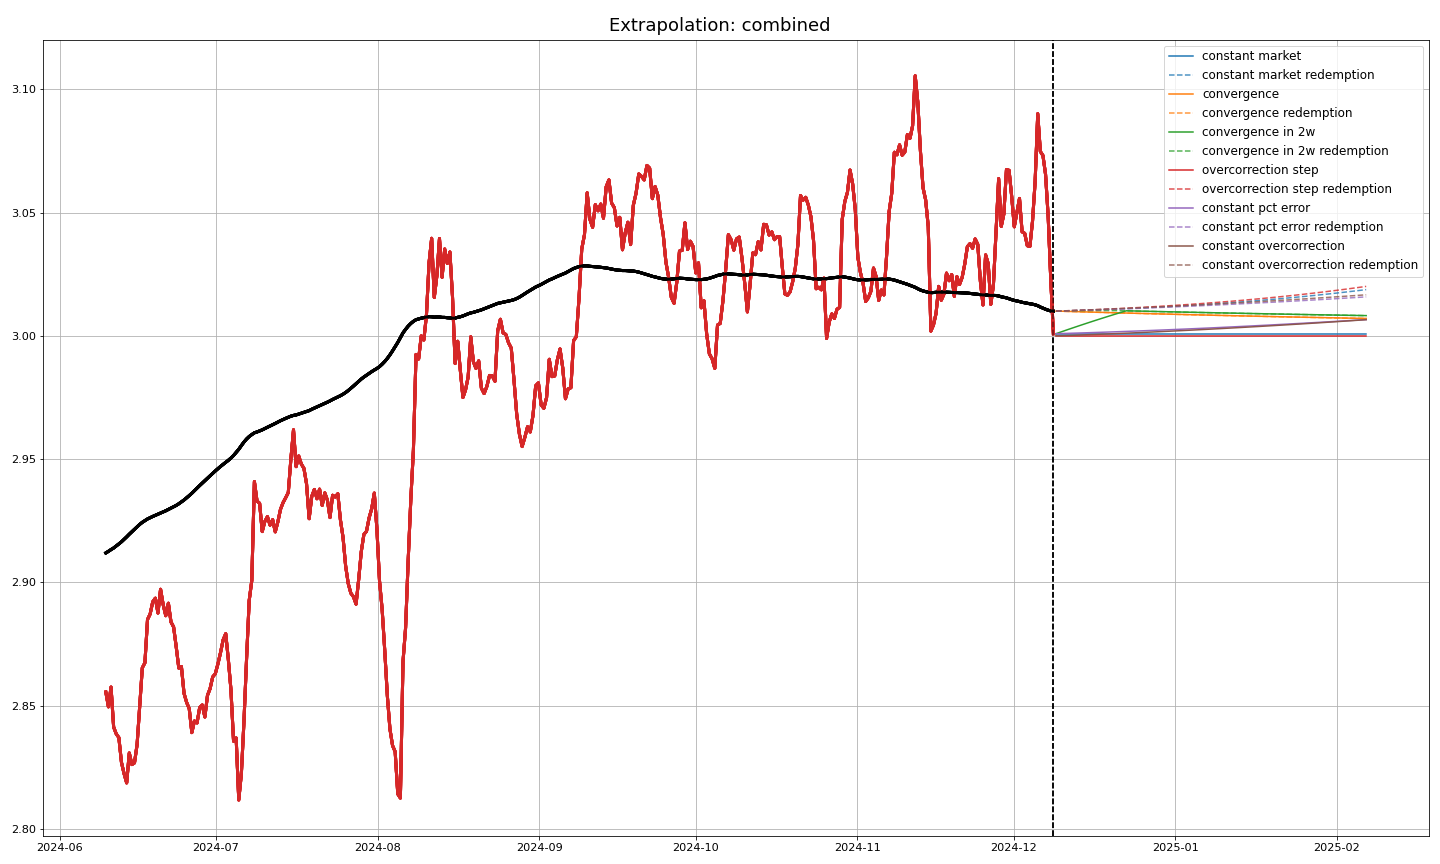 Extrapolation: combined
3.10
3.05
3.00
2.95
2.90
2.85
2.80
2024-06
2024-07
2024-08
2024-09
2024-10
2024-11
2024-12
2025-01
2025-02
constant market
constant market redemption
convergence
convergence redemption
convergence in 2w
convergence in 2w redemption
overcorrection step
overcorrection step redemption
constant pct error
constant pct error redemption
constant overcorrection
constant overcorrection redemption